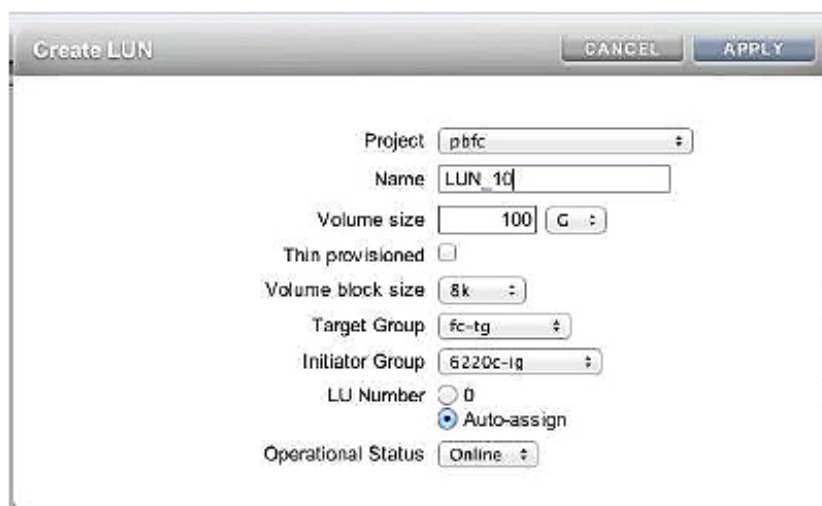 Create LUN CANCEL APPLY
Project pbfc
Name LUN_10
Volume size 100 G
Thin provisioned
Volume block size 8k
Target Group fc-tg
Initiator Group 6220c-ig
LU Number 0
Auto-assign
Operational Status Online